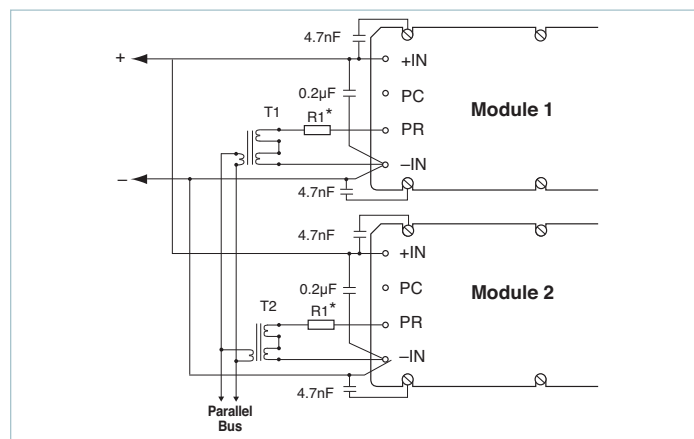 4.7nF
+
+IN
0.2µF
PC
Module 1
T1
R1*
PR
–IN
–
4.7nF
4.7nF
+IN
0.2µF
PC
Module 2
T2
R1*
PR
–IN
4.7nF
Parallel
Bus